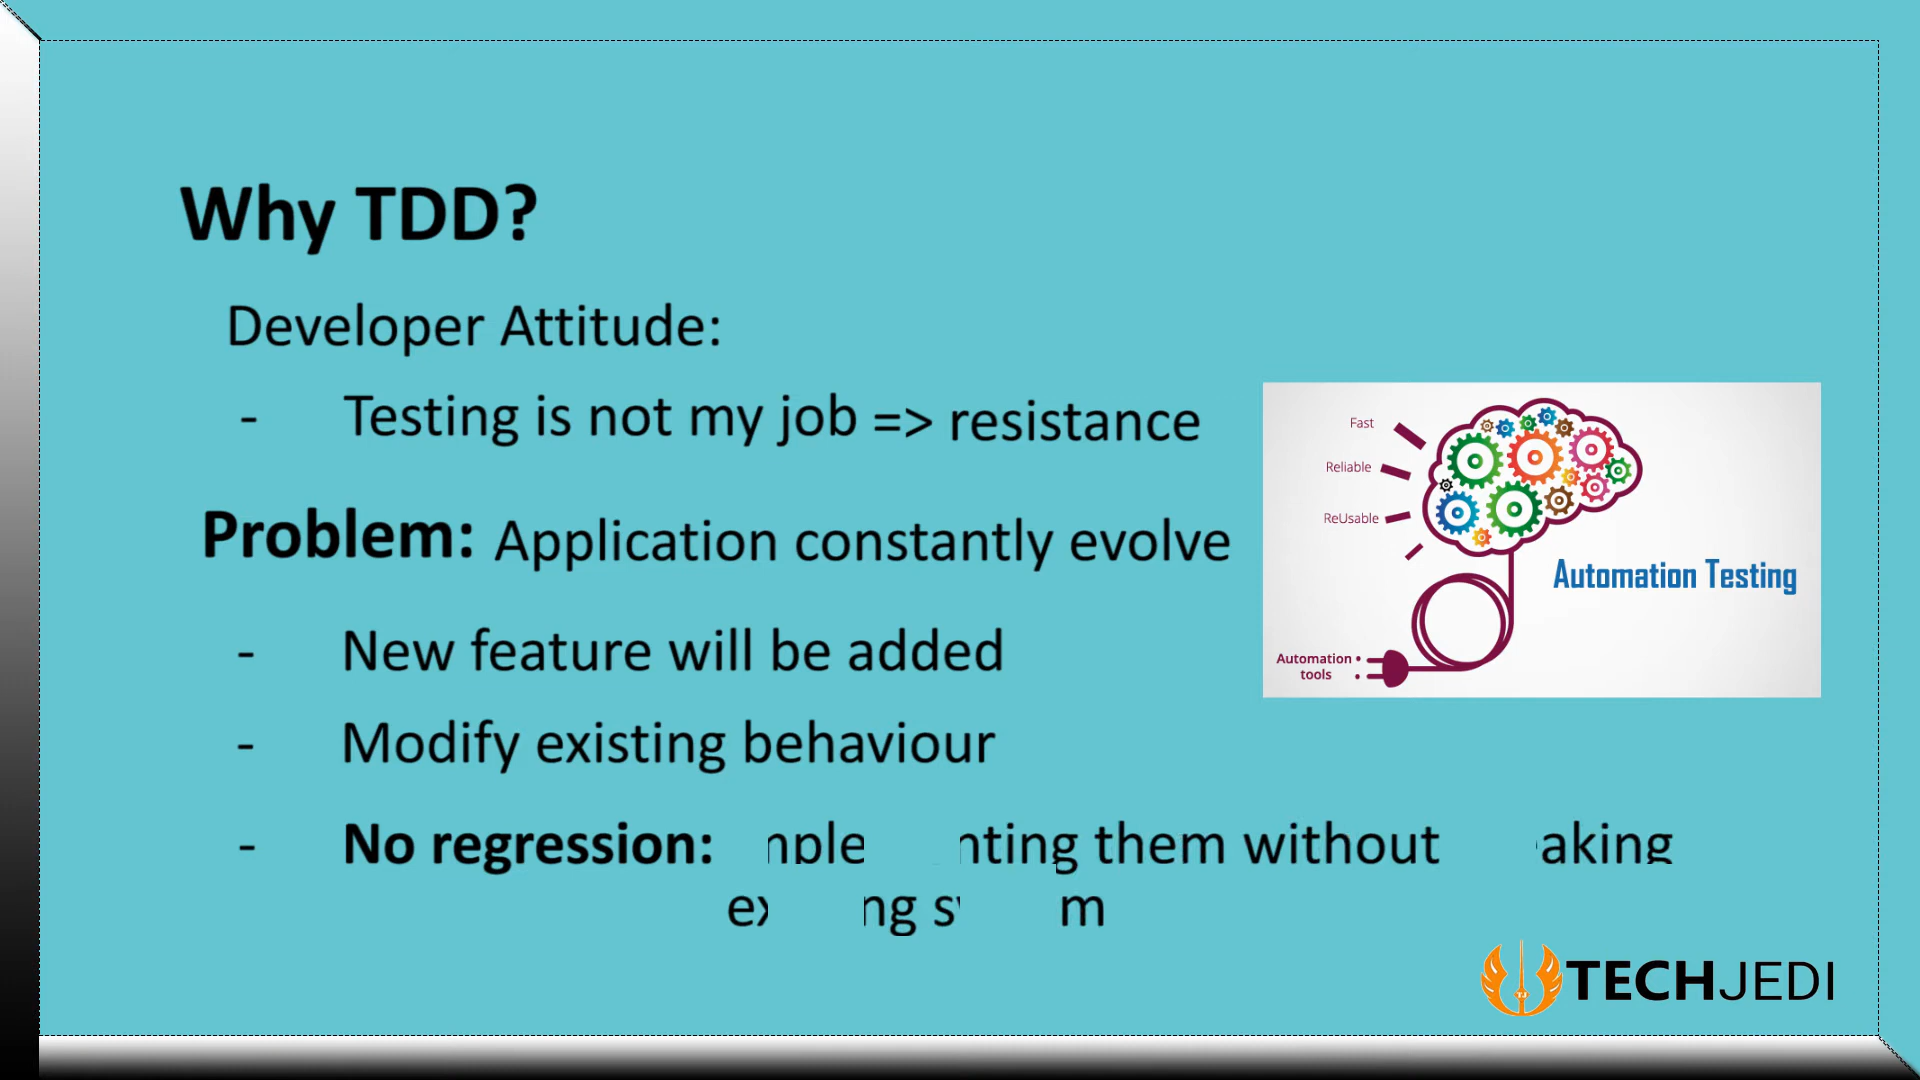 Why TDD?
Developer Attitude:
- Testing is not my job => resistance
Problem: Application constantly evolve
- New feature will be added
- Modify existing behaviour
- No regression: them without
Fast
Reliable
ReUsable
Automation Testing
Automation
tools
TECHJEDI